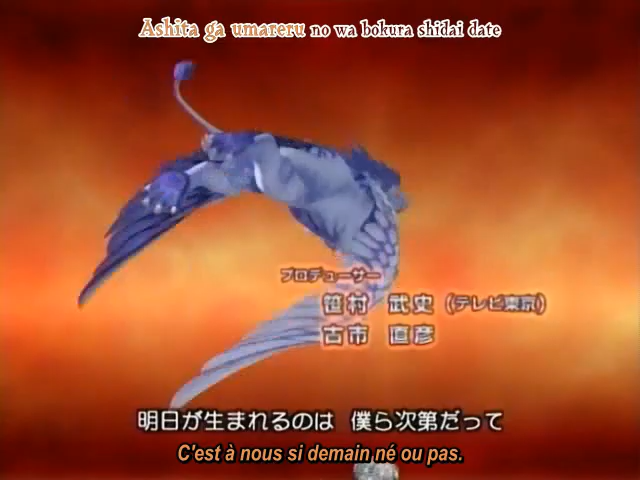 Ashita ga umareru no wa bokura shidai date
プロデューサー
笹村 武史 (テレビ東京)
古市 直彦
明日が生まれるのは 僕ら次第だって
C'est à nous si demain né ou pas.